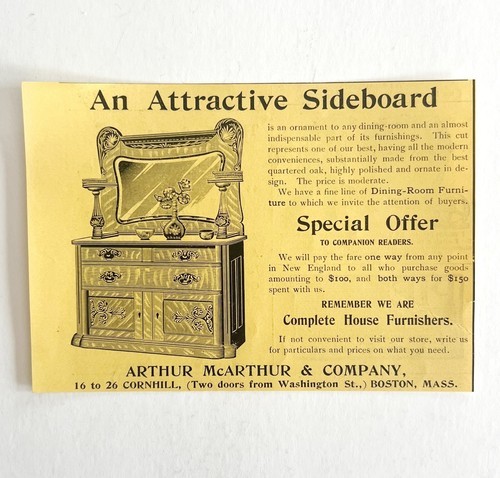 An Attractive Sideboard
is an ornament to any dining-room and an almost
indispensable part of its furnishings. This cut
represents one of our best, having all the modern
conveniences, substantially made from the best
quartered oak, highly polished and ornate in de-
sign. The price is moderate.
We have a fine line of Dining-Room Furni-
ture to which we invite the attention of buyers.
Special Offer
TO COMPANION READERS.
We will pay the fare one way from any point
in New England to all who purchase goods
amounting to $100, and both ways for $150
spent with us.
REMEMBER WE ARE
Complete House Furnishers.
If not convenient to visit our store, write us
for particulars and prices on what you need.
ARTHUR McARTHUR & COMPANY,
16 to 26 CORNHILL, (Two doors from Washington St.,) BOSTON, MASS.